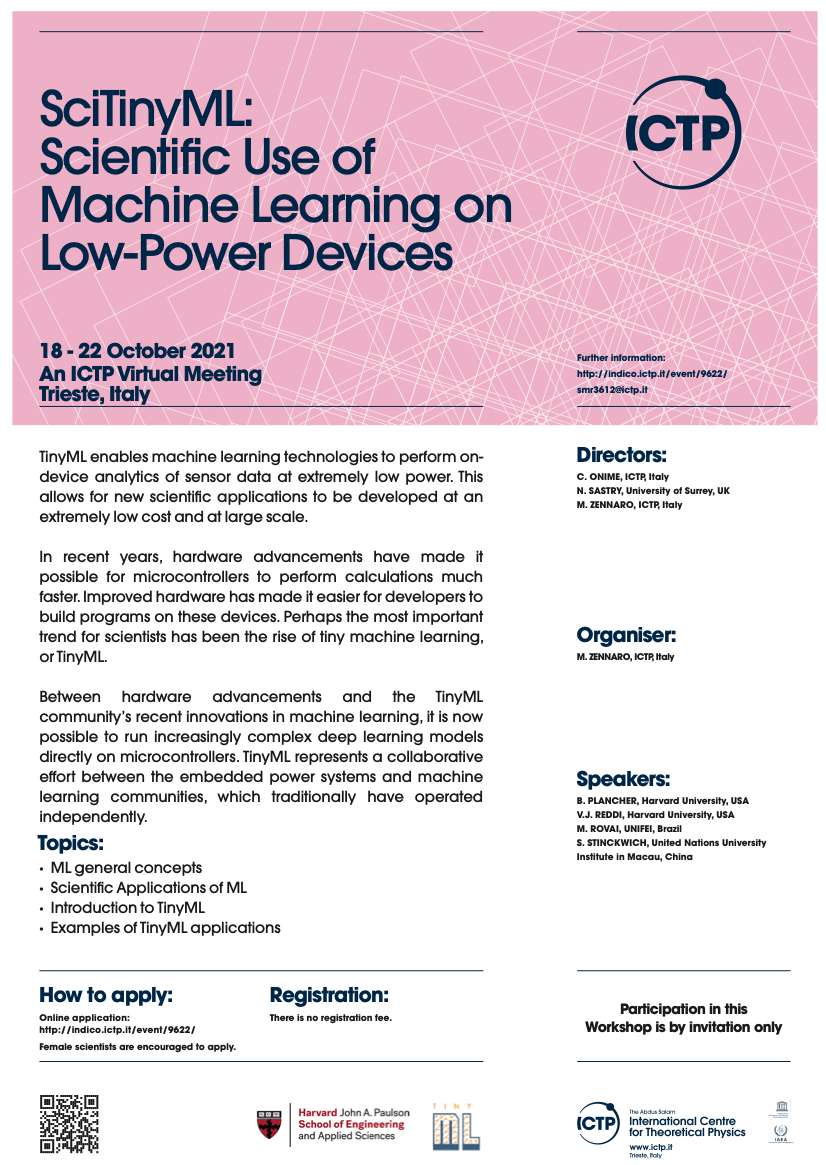 SciTinyML:
Scientific Use of
Machine Learning on
Low-Power Devices
ICTP
18 - 22 October 2021
An ICTP Virtual Meeting
Trieste, Italy
Further information:
http://indico.ictp.it/event/9622/
smr3612@ictp.it
TinyML enables machine learning technologies to perform on-
device analytics of sensor data at extremely low power. This
allows for new scientific applications to be developed at an
extremely low cost and at large scale.
In recent years, hardware advancements have made it
possible for microcontrollers to perform calculations much
faster. Improved hardware has made it easier for developers to
build programs on these devices. Perhaps the most important
trend for scientists has been the rise of tiny machine learning,
or TinyML.
Between hardware advancements and the TinyML
community's recent innovations in machine learning, it is now
possible to run increasingly complex deep learning models
directly on microcontrollers. TinyML represents a collaborative
effort between the embedded power systems and machine
learning communities, which traditionally have operated
independently.
Topics:
• ML general concepts
• Scientific Applications of ML
• Introduction to TinyML
• Examples of TinyML applications
Directors:
C. ONIME, ICTP, Italy
N. SASTRY, University of Surrey, UK
M. ZENNARO, ICTP, Italy
Organiser:
M. ZENNARO, ICTP, Italy
Speakers:
B. PLANCHER, Harvard University, USA
V.J. REDDI, Harvard University, USA
M. ROVAI, UNIFEI, Brazil
S. STINCKWICH, United Nations University
Institute in Macau, China
How to apply:
Online application:
http://indico.ictp.it/event/9622/
Female scientists are encouraged to apply.
Registration:
There is no registration fee.
Participation in this
Workshop is by invitation only
Harvard John A. Paulson
School of Engineering
and Applied Sciences
TINY
ML
ICTP
The Abdus Salam
International Centre
for Theoretical Physics
www.ictp.it
Trieste, Italy
IAEA